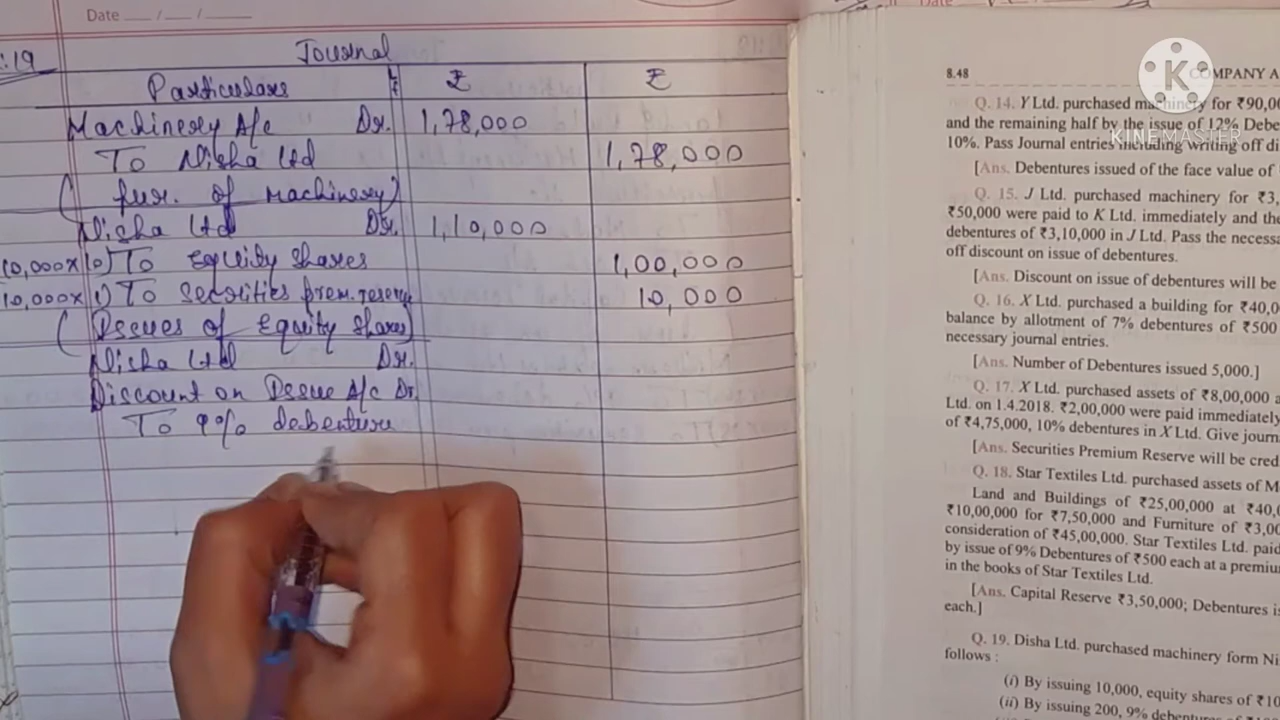 Date / /
:19
Journal
Particulars ₹ ₹
Machinery A/c Dr. 1,78,000
To Nisha Ltd 1,78,000
( Pur. of Machinery)
Nisha Ltd Dr. 1,10,000
(10,000x10) To Equity shares 1,00,000
10,000x 1) To Securities prem. reserve 10,000
( Issues of Equity Shares)
Nisha Ltd Dr.
Discount on Issue A/c Dr.
To 9% debenture
8.48 COMPANY A
KINEMASTER
Q. 14. Y Ltd. purchased machinery for ₹90,00
and the remaining half by the issue of 12% Debe
10%. Pass Journal entries including writing off di
[Ans. Debentures issued of the face value of
Q. 15. J Ltd. purchased machinery for ₹3,
₹50,000 were paid to K Ltd. immediately and the
debentures of ₹3,10,000 in J Ltd. Pass the necessa
off discount on issue of debentures.
[Ans. Discount on issue of debentures will be
Q. 16. X Ltd. purchased a building for ₹40,0
balance by allotment of 7% debentures of ₹500
necessary journal entries.
[Ans. Number of Debentures issued 5,000.]
Q. 17. X Ltd. purchased assets of ₹8,00,000 a
Ltd. on 1.4.2018. ₹2,00,000 were paid immediately
of ₹4,75,000, 10% debentures in X Ltd. Give journ
[Ans. Securities Premium Reserve will be cred
Q. 18. Star Textiles Ltd. purchased assets of M
Land and Buildings of ₹25,00,000 at ₹40,0
₹10,00,000 for ₹7,50,000 and Furniture of ₹3,00
consideration of ₹45,00,000. Star Textiles Ltd. paid
by issue of 9% Debentures of ₹500 each at a premium
in the books of Star Textiles Ltd.
[Ans. Capital Reserve ₹3,50,000; Debentures is
each.]
Q. 19. Disha Ltd. purchased machinery form Ni
follows :
(i) By issuing 10,000, equity shares of ₹10
(ii) By issuing 200, 9% debentures of